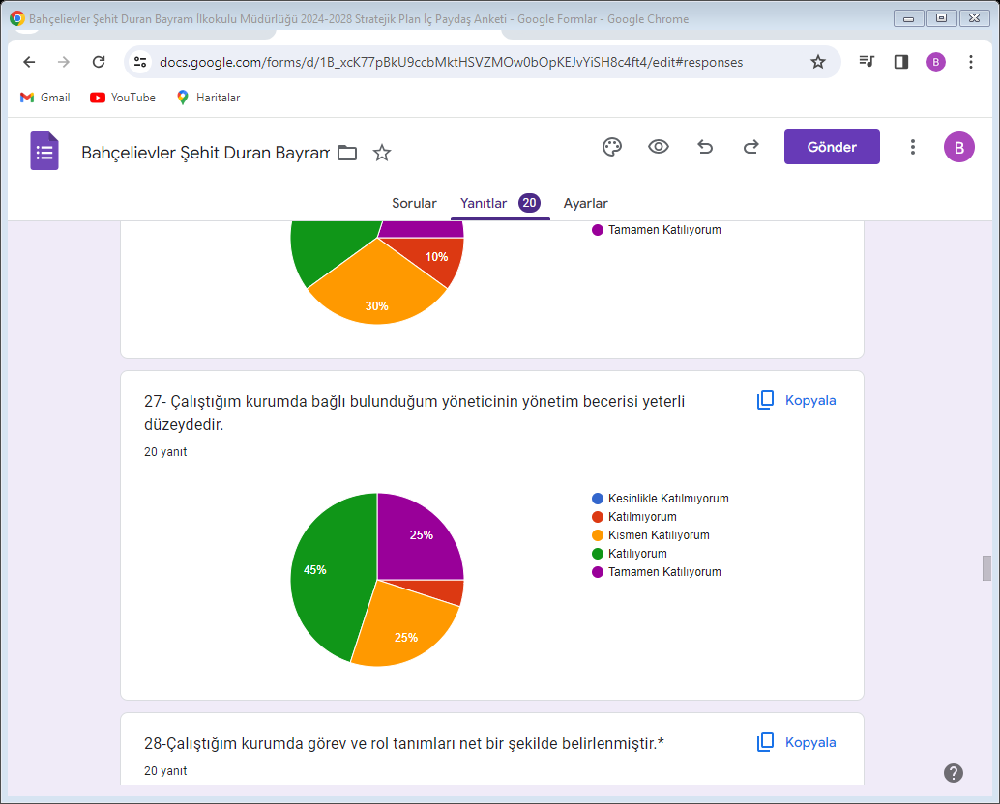 Bahçelievler Şehit Duran Bayram İlkokulu Müdürlüğü 2024-2028 Stratejik Plan İç Paydaş Anketi - Google Formlar - Google Chrome
docs.google.com/forms/d/1B_xcK77pBkU9ccbMktHSVZMOw0bOpKEJvYiSH8c4ft4/edit#responses
B
Gmail
YouTube
Haritalar
Bahçelievler Şehit Duran Bayram
Gönder
B
Sorular
Yanıtlar 20
Ayarlar
Tamamen Katılıyorum
10%
30%
27- Çalıştığım kurumda bağlı bulunduğum yöneticinin yönetim becerisi yeterli
düzeydedir.
Kopyala
20 yanıt
25%
45%
25%
Kesinlikle Katılmıyorum
Katılmıyorum
Kısmen Katılıyorum
Katılıyorum
Tamamen Katılıyorum
28-Çalıştığım kurumda görev ve rol tanımları net bir şekilde belirlenmiştir.*
Kopyala
20 yanıt